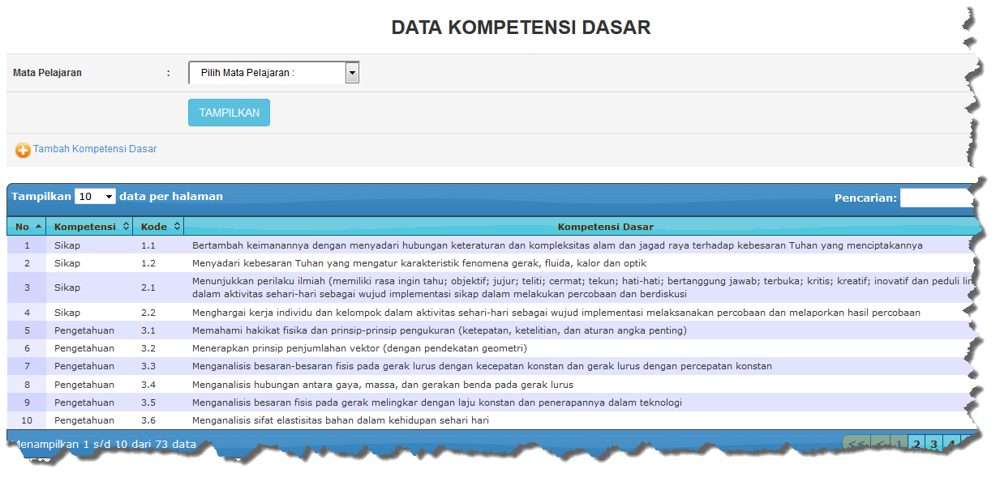 DATA KOMPETENSI DASAR
Mata Pelajaran : Pilih Mata Pelajaran :
TAMPILKAN
Tambah Kompetensi Dasar
Tampilkan 10 data per halaman Pencarian:
No Kompetensi Kode Kompetensi Dasar
1 Sikap 1.1 Bertambah keimanannya dengan menyadari hubungan keteraturan dan kompleksitas alam dan jagad raya terhadap kebesaran Tuhan yang menciptakannya
2 Sikap 1.2 Menyadari kebesaran Tuhan yang mengatur karakteristik fenomena gerak, fluida, kalor dan optik
3 Sikap 2.1 Menunjukkan perilaku ilmiah (memiliki rasa ingin tahu; objektif; jujur; teliti; cermat; tekun; hati-hati; bertanggung jawab; terbuka; kritis; kreatif; inovatif dan peduli
dalam aktivitas sehari-hari sebagai wujud implementasi sikap dalam melakukan percobaan dan berdiskusi
4 Sikap 2.2 Menghargai kerja individu dan kelompok dalam aktivitas sehari-hari sebagai wujud implementasi melaksanakan percobaan dan melaporkan hasil percobaan
5 Pengetahuan 3.1 Memahami hakikat fisika dan prinsip-prinsip pengukuran (ketepatan, ketelitian, dan aturan angka penting)
6 Pengetahuan 3.2 Menerapkan prinsip penjumlahan vektor (dengan pendekatan geometri)
7 Pengetahuan 3.3 Menganalisis besaran-besaran fisis pada gerak lurus dengan kecepatan konstan dan gerak lurus dengan percepatan konstan
8 Pengetahuan 3.4 Menganalisis hubungan antara gaya, massa, dan gerakan benda pada gerak lurus
9 Pengetahuan 3.5 Menganalisis besaran fisis pada gerak melingkar dengan laju konstan dan penerapannya dalam teknologi
10 Pengetahuan 3.6 Menganalisis sifat elastisitas bahan dalam kehidupan sehari hari
Menampilkan 1 s/d 10 dari 73 data << < 1 2 3 4